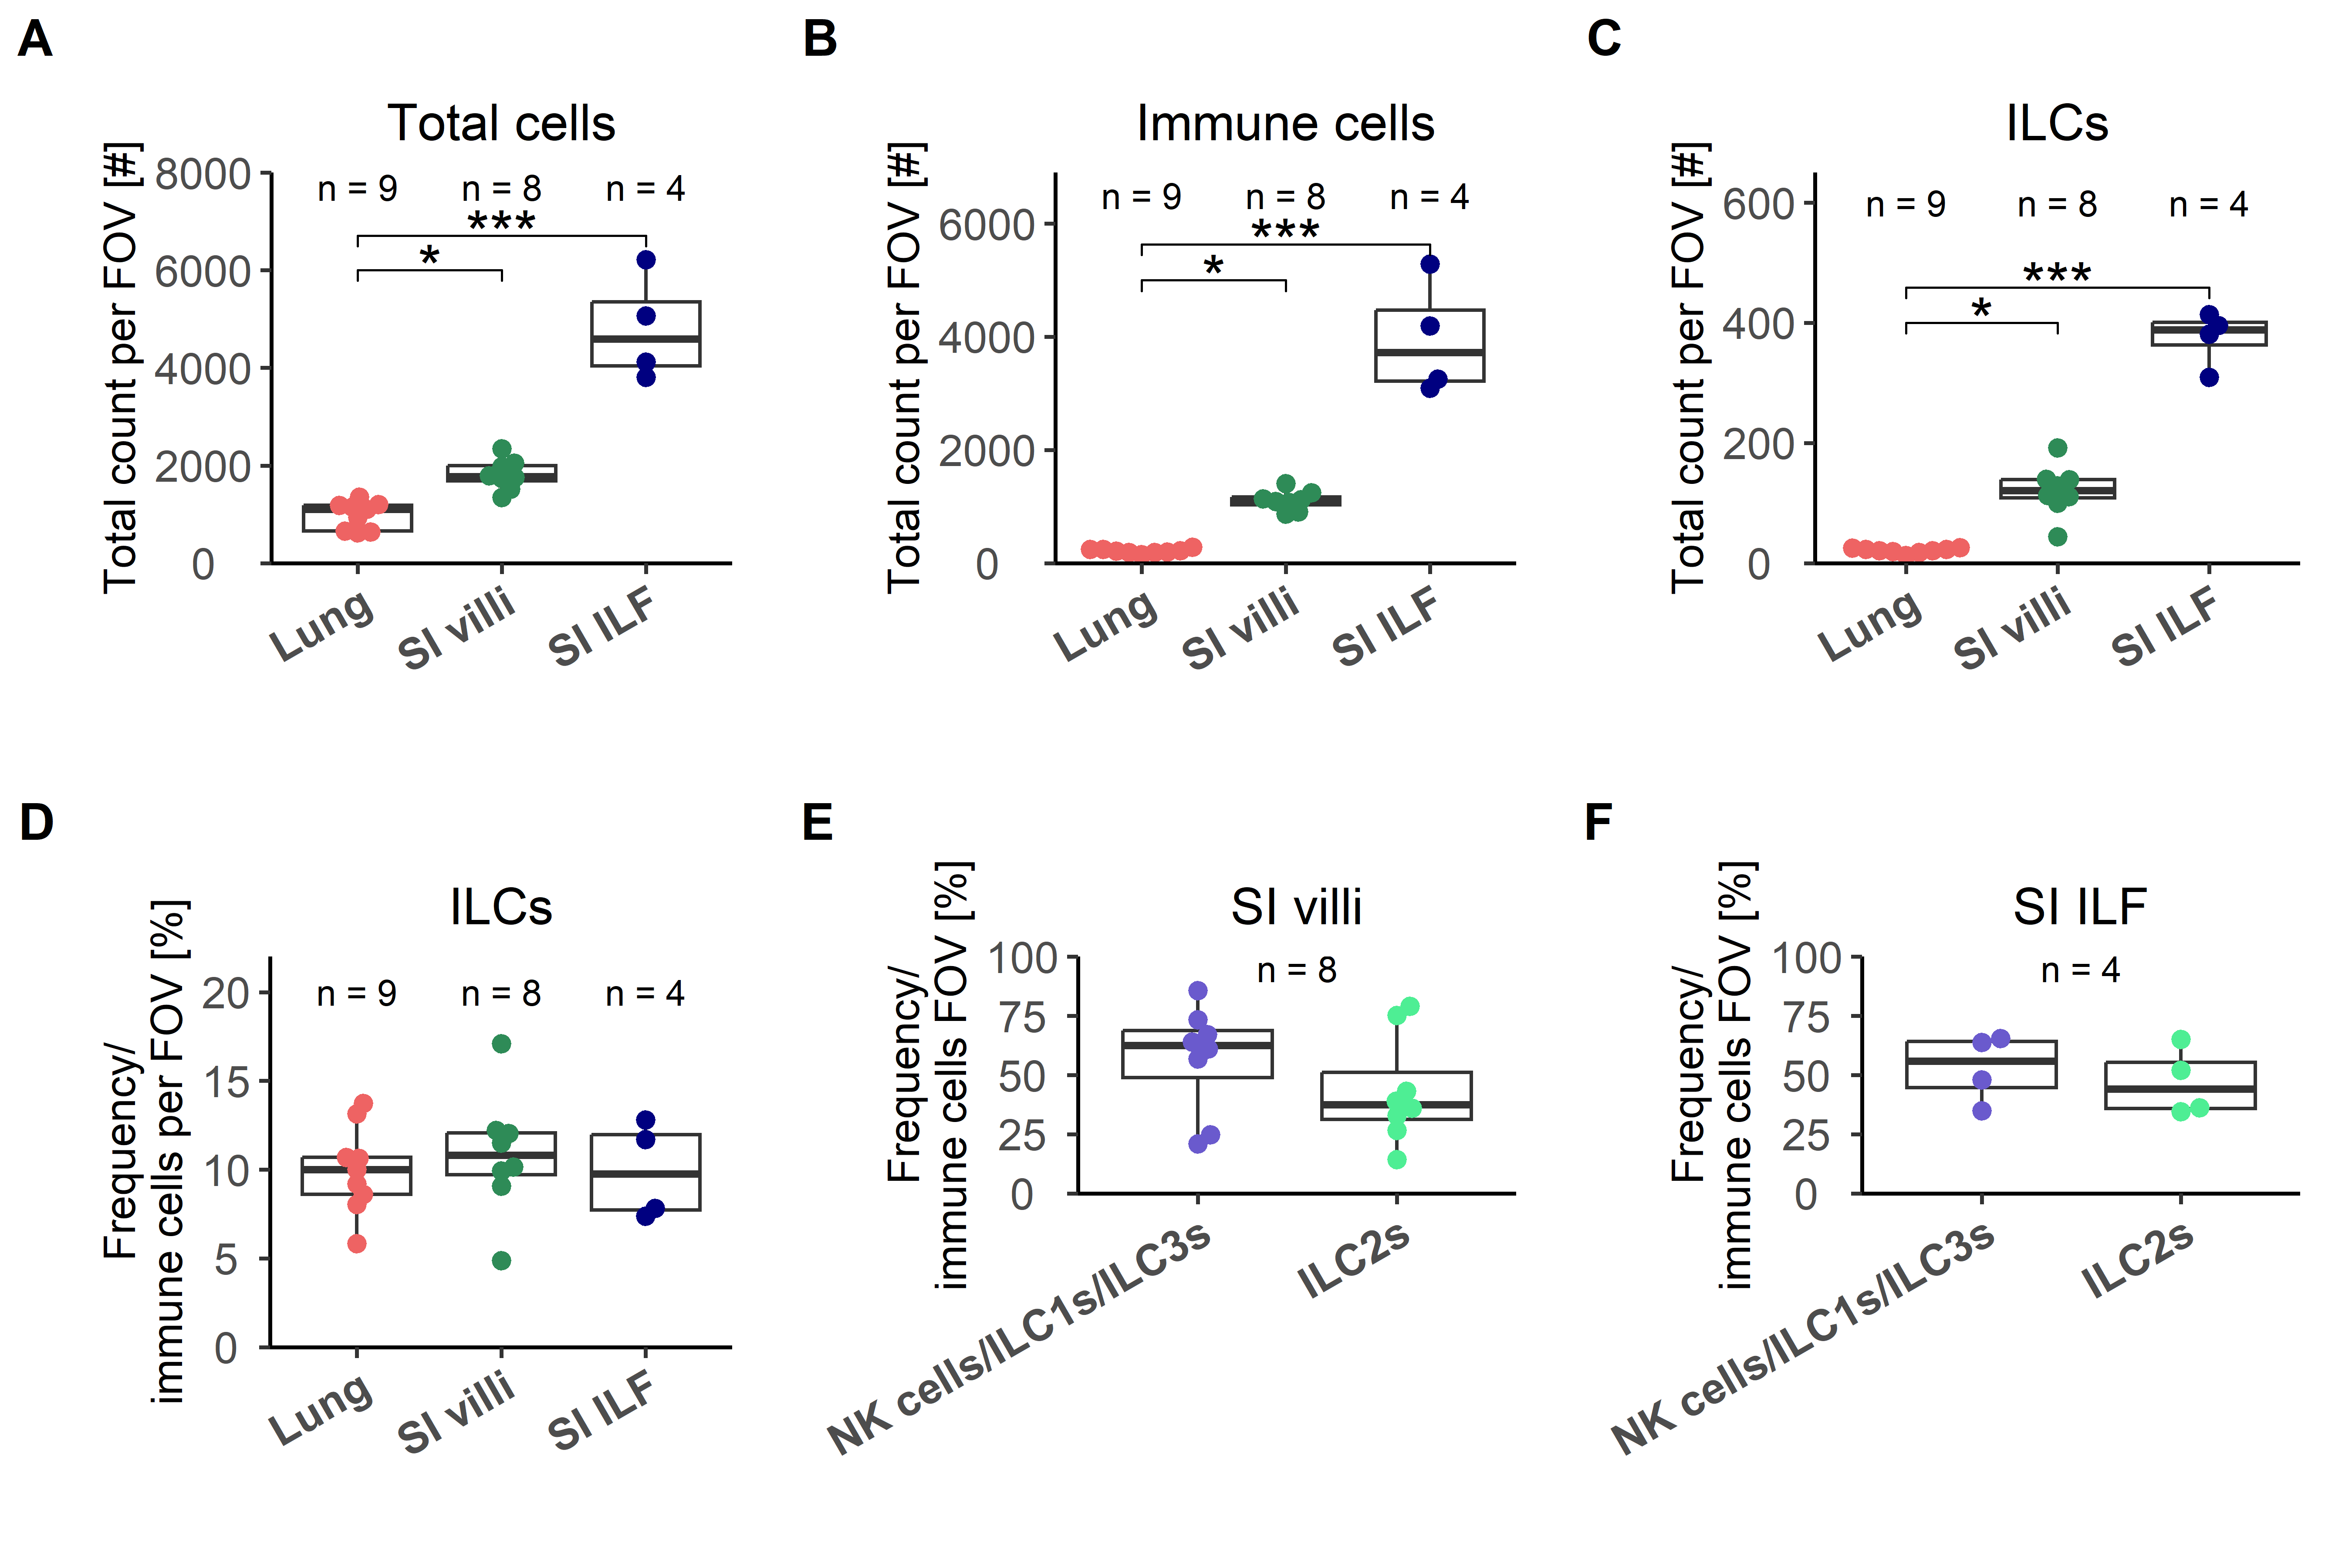 A
Total cells
Total count per FOV [#]
8000
6000
4000
2000
0
n = 9
n = 8
n = 4
***
*
Lung
SI villi
SI ILF
B
Immune cells
Total count per FOV [#]
6000
4000
2000
0
n = 9
n = 8
n = 4
***
*
Lung
SI villi
SI ILF
C
ILCs
Total count per FOV [#]
600
400
200
0
n = 9
n = 8
n = 4
***
*
Lung
SI villi
SI ILF
D
ILCs
Frequency/
immune cells per FOV [%]
20
15
10
5
0
n = 9
n = 8
n = 4
Lung
SI villi
SI ILF
E
SI villi
Frequency/
immune cells FOV [%]
100
75
50
25
0
n = 8
NK cells/ILC1s/ILC3s
ILC2s
F
SI ILF
Frequency/
immune cells FOV [%]
100
75
50
25
0
n = 4
NK cells/ILC1s/ILC3s
ILC2s